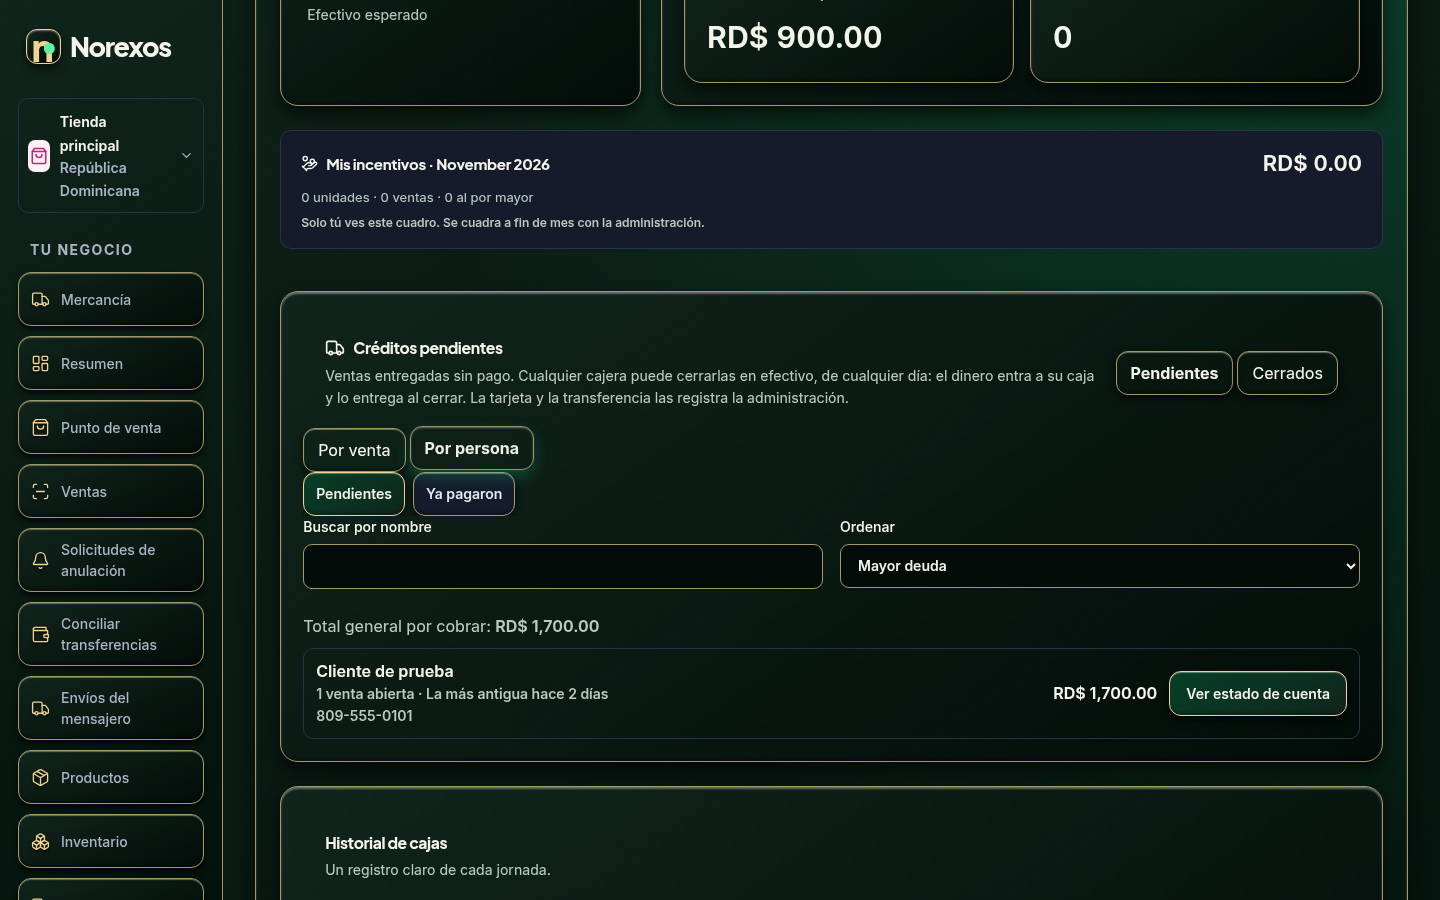 Norexos
Tienda
principal
República
Dominicana
TU NEGOCIO
Mercancía
Resumen
Punto de venta
Ventas
Solicitudes de
anulación
Conciliar
transferencias
Envíos del
mensajero
Productos
Inventario
Efectivo esperado
RD$ 900.00
0
Mis incentivos · November 2026
RD$ 0.00
0 unidades · 0 ventas · 0 al por mayor
Solo tú ves este cuadro. Se cuadra a fin de mes con la administración.
Créditos pendientes
Ventas entregadas sin pago. Cualquier cajera puede cerrarlas en efectivo, de cualquier día: el dinero entra a su caja
y lo entrega al cerrar. La tarjeta y la transferencia las registra la administración.
Pendientes
Cerrados
Por venta
Por persona
Pendientes
Ya pagaron
Buscar por nombre
Ordenar
Mayor deuda
Total general por cobrar: RD$ 1,700.00
Cliente de prueba
1 venta abierta · La más antigua hace 2 días
809-555-0101
RD$ 1,700.00
Ver estado de cuenta
Historial de cajas
Un registro claro de cada jornada.